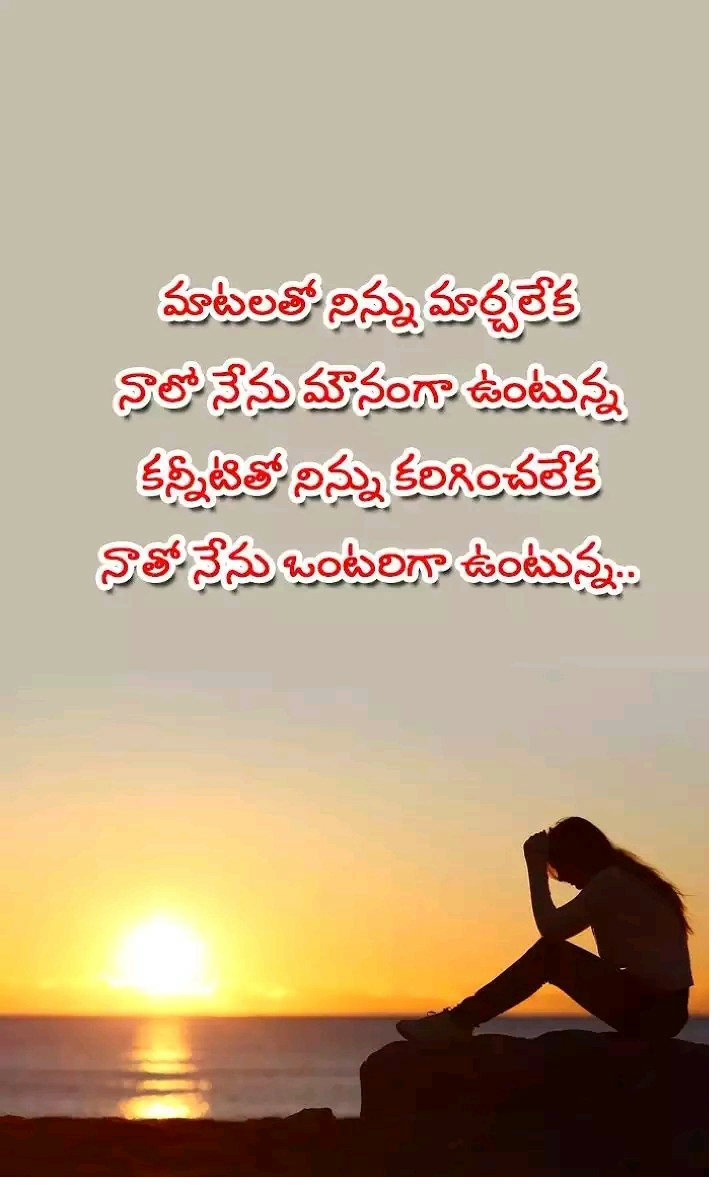 మాటలతో నిన్ను మార్చలేక
నాలో నేను మౌనంగా ఉంటున్న
కన్నీటితో నిన్ను కరిగించలేక
నాతో నేను ఒంటరిగా ఉంటున్న..